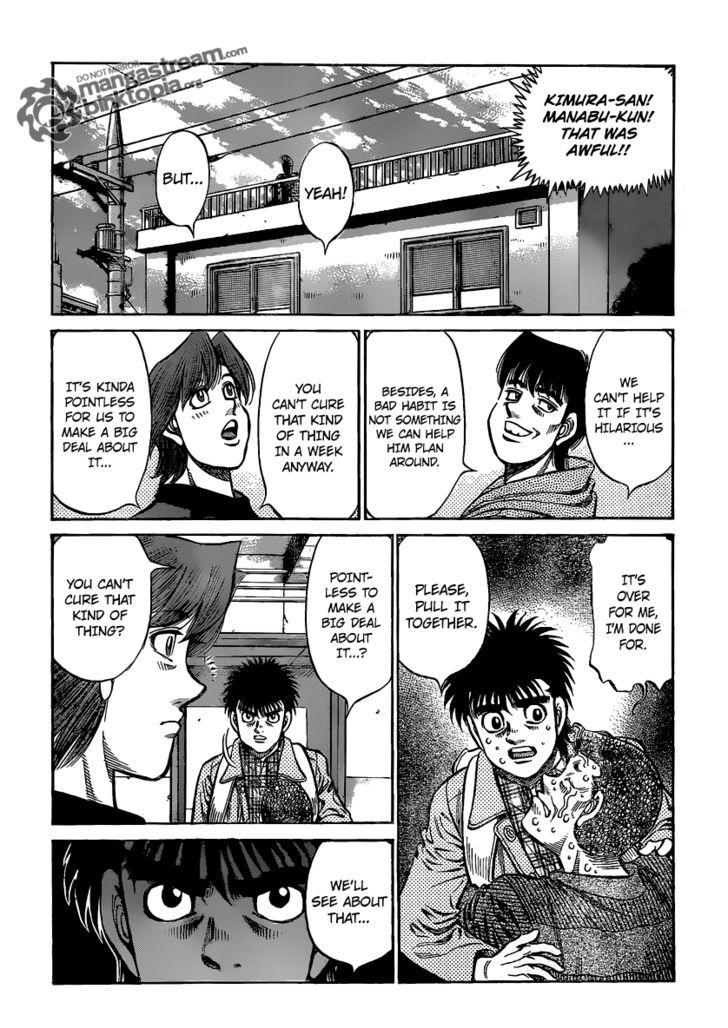 DO NOT MIRROR
mangastream.com
binktopia.org
KIMURA-SAN!
MANABU-KUN!
THAT WAS
AWFUL!!
YEAH!
BUT...
WE
CAN'T HELP
IT IF IT'S
HILARIOUS
...
BESIDES, A
BAD HABIT IS
NOT SOMETHING
WE CAN HELP
HIM PLAN
AROUND.
YOU
CAN'T CURE
THAT KIND
OF THING
IN A WEEK
ANYWAY.
IT'S KINDA
POINTLESS
FOR US TO
MAKE A BIG
DEAL ABOUT
IT...
IT'S
OVER
FOR ME,
I'M DONE
FOR.
PLEASE,
PULL IT
TOGETHER.
POINT-
LESS TO
MAKE A
BIG DEAL
ABOUT
IT...?
YOU CAN'T
CURE THAT
KIND OF
THING?
WE'LL
SEE ABOUT
THAT...